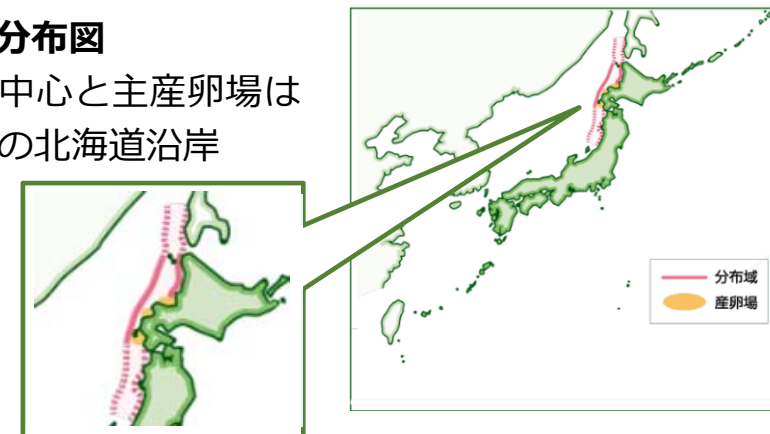 分布図
中心と主産卵場は
の北海道沿岸
分布域
産卵場